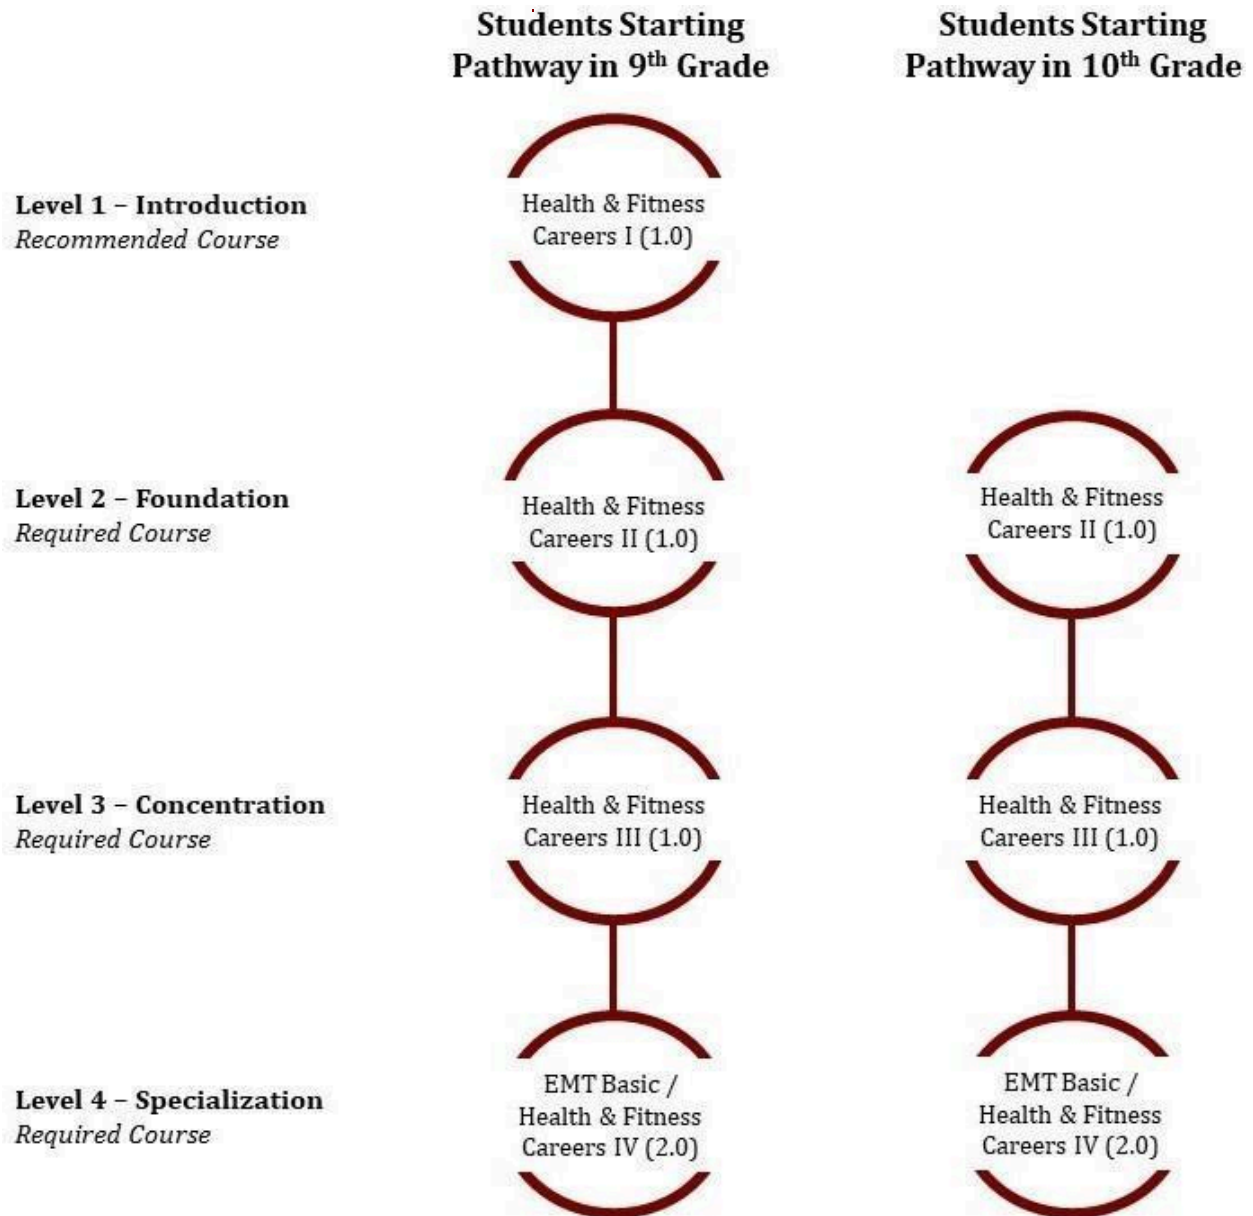 Students Starting
Pathway in 9th Grade
Students Starting
Pathway in 10th Grade
Level 1 – Introduction
Recommended Course
Health & Fitness
Careers I (1.0)
Level 2 – Foundation
Required Course
Health & Fitness
Careers II (1.0)
Health & Fitness
Careers II (1.0)
Level 3 – Concentration
Required Course
Health & Fitness
Careers III (1.0)
Health & Fitness
Careers III (1.0)
Level 4 – Specialization
Required Course
EMT Basic /
Health & Fitness
Careers IV (2.0)
EMT Basic /
Health & Fitness
Careers IV (2.0)